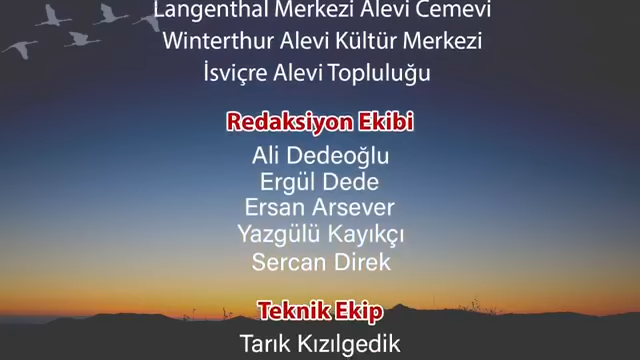 Langenthal Merkezi Alevi Cemevi
Winterthur Alevi Kültür Merkezi
İsviçre Alevi Topluluğu
Redaksiyon Ekibi
Ali Dedeoğlu
Ergül Dede
Ersan Arsever
Yazgülü Kayıkçı
Sercan Direk
Teknik Ekip
Tarık Kızılgedik